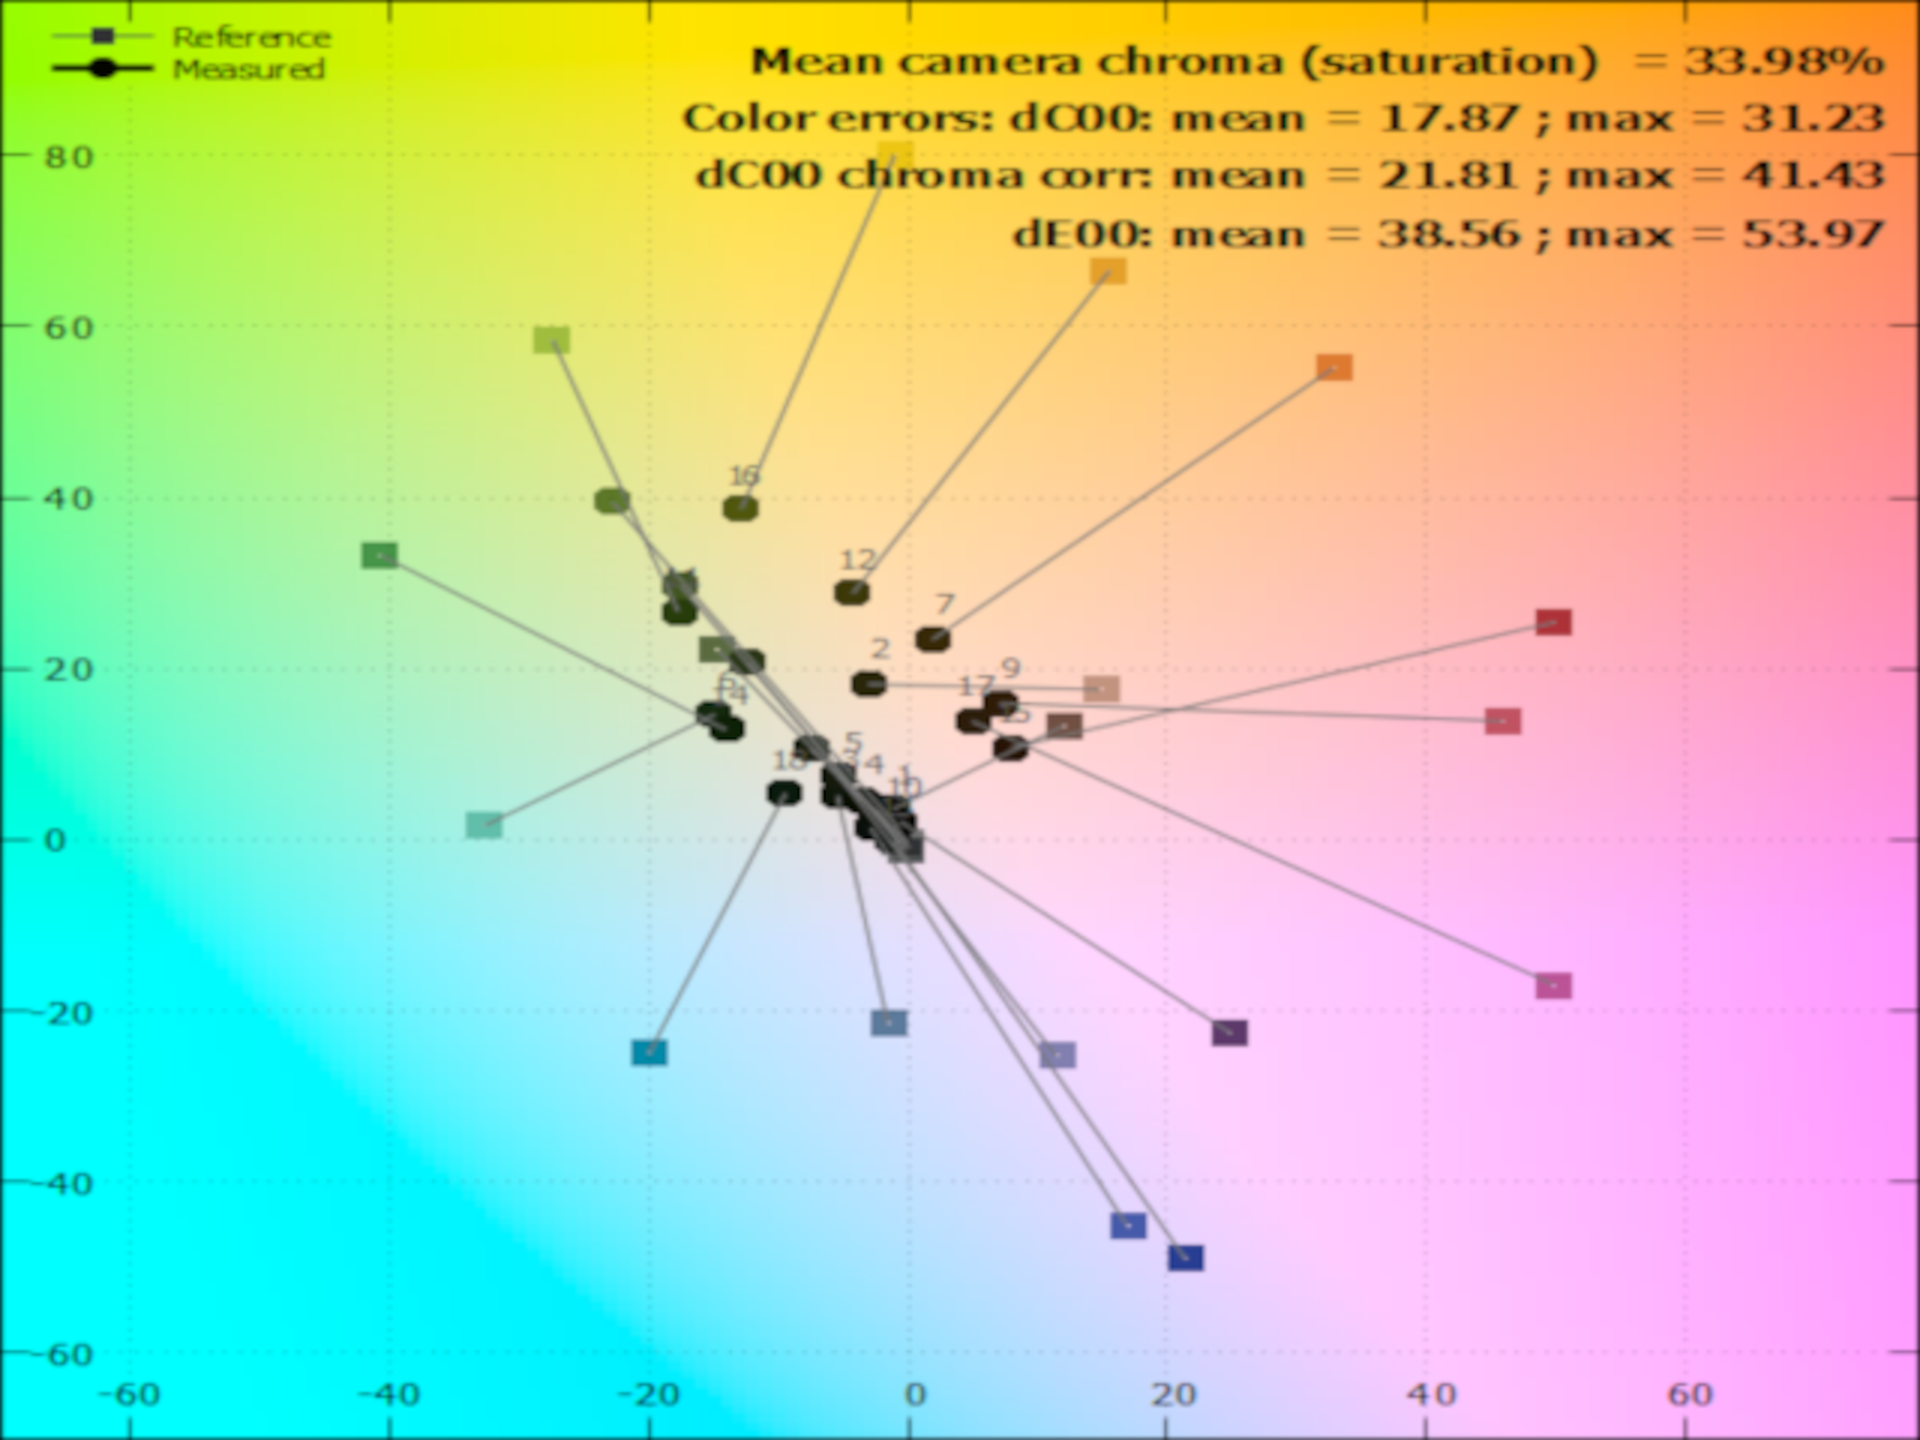 Reference
Measured
Mean camera chroma (saturation) = 33.98%
Color errors: dC00: mean = 17.87 ; max = 31.23
dC00 chroma corr: mean = 21.81 ; max = 41.43
dE00: mean = 38.56 ; max = 53.97
80
60
40
20
0
-20
-40
-60
16
12
7
2
9
17
14
5
4
18
1
10
-60 -40 -20 0 20 40 60